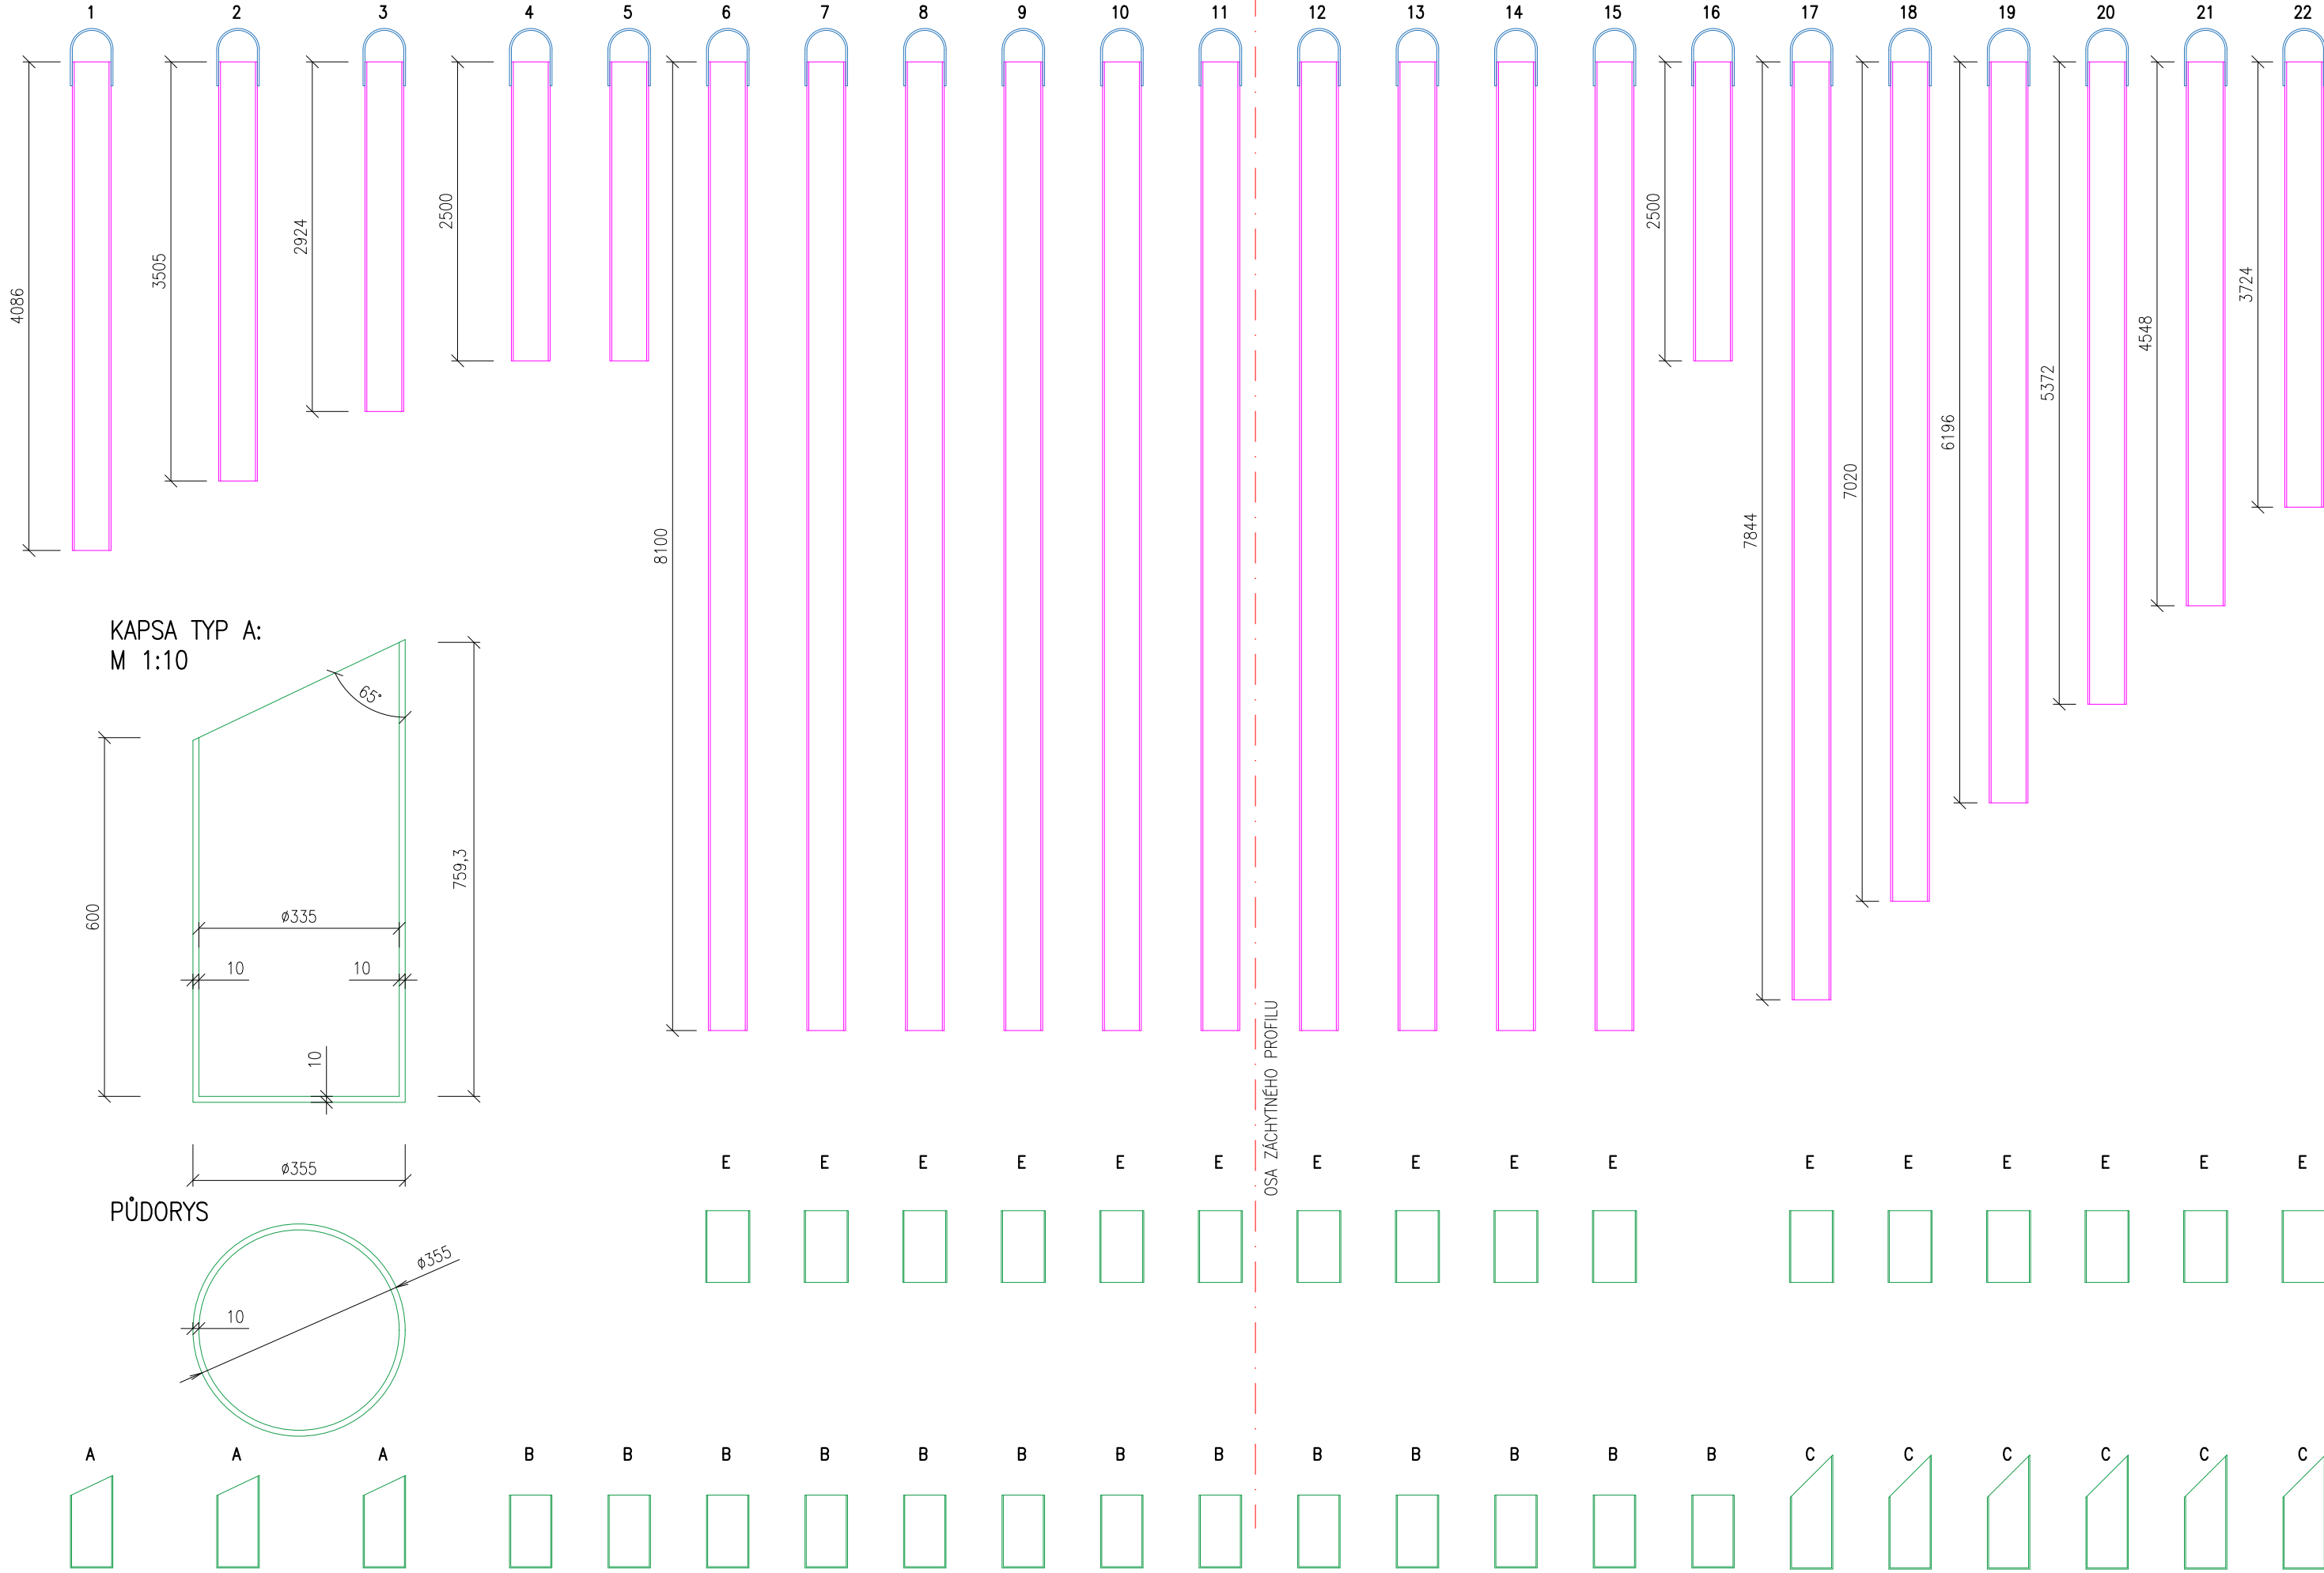 1 2 3 4 5 6 7 8 9 10 11 12 13 14 15 16 17 18 19 20 21 22
4086
3505
2924
2500
8100
2500
7844
7020
6196
5372
4548
3724
KAPSA TYP A:
M 1:10
65°
600
759,3
ø335
10 10
10
ø355
OSA ZÁCHYTNÉHO PROFILU
PŮDORYS
ø355
10
E E E E E E E E E E E E E E E E
A A A B B B B B B B B B B B B B C C C C C C